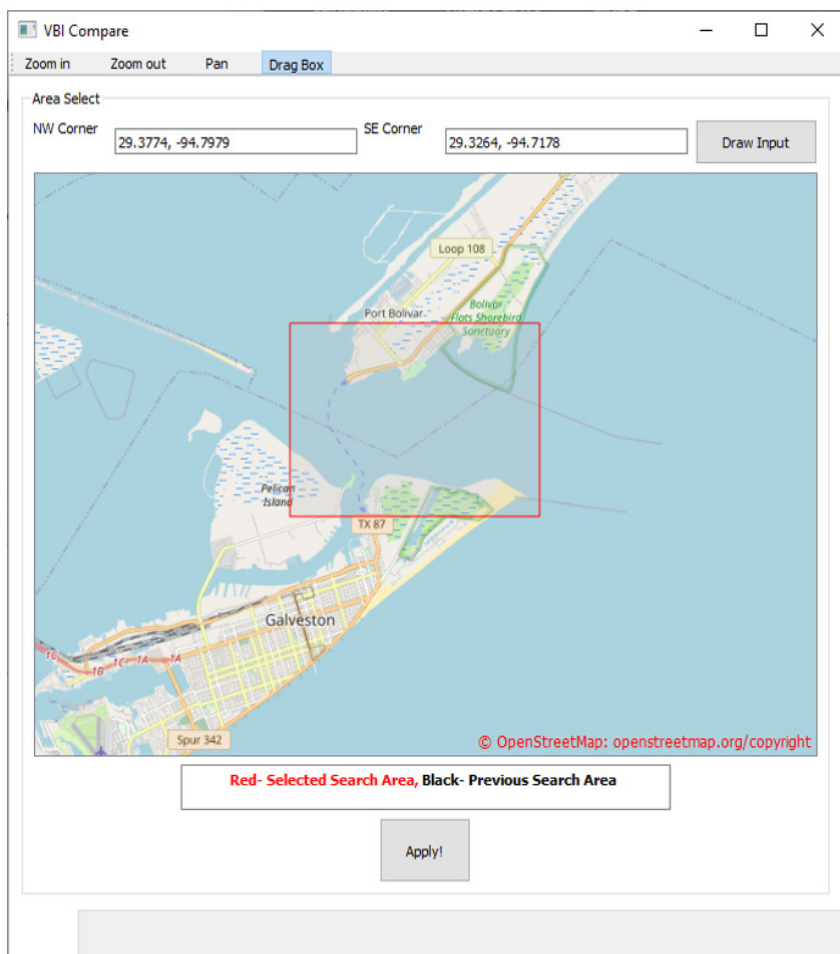 VBI Compare
Zoom in Zoom out Pan Drag Box
Area Select
NW Corner 29.3774, -94.7979 SE Corner 29.3264, -94.7178 Draw Input
Loop 108
Port Bolivar
Bolivar
Flats Shorebird
Sanctuary
Pelican
Island
TX 87
Galveston
1B 1C 1A 1A
Spur 342
© OpenStreetMap: openstreetmap.org/copyright
Red- Selected Search Area, Black- Previous Search Area
Apply!